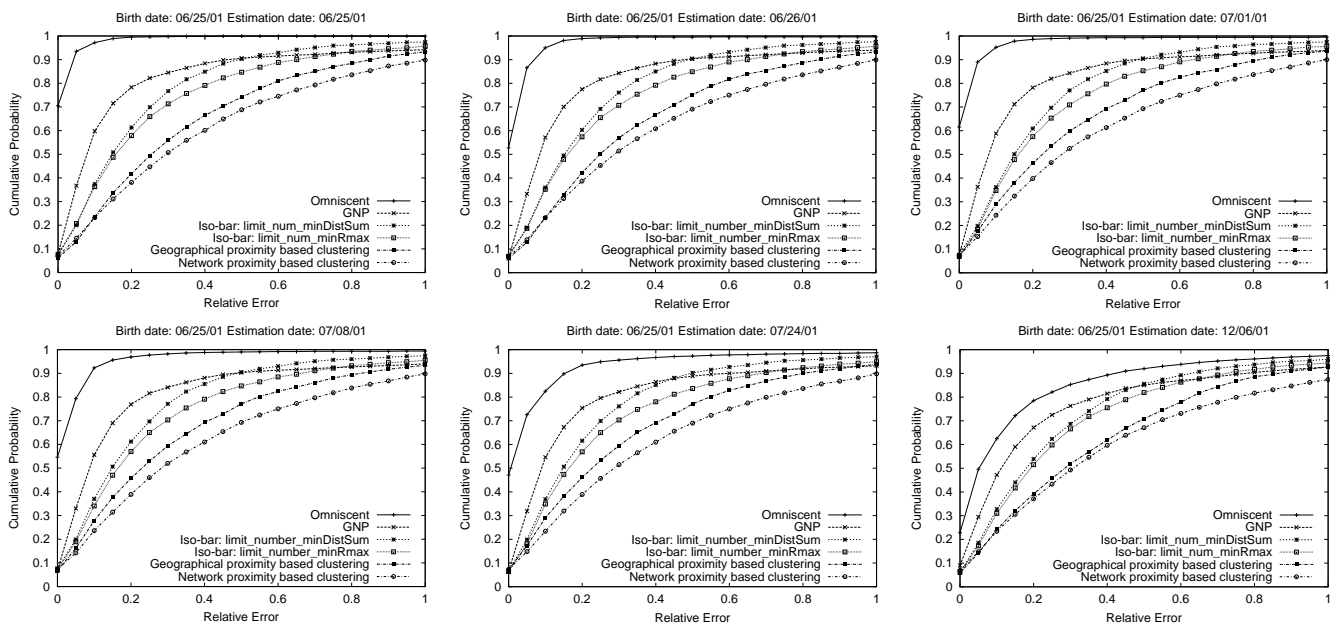 Birth date: 06/25/01 Estimation date: 06/25/01
1
0.9
0.8
0.7
0.6
0.5
0.4
0.3
0.2
0.1
0
Cumulative Probability
Omniscent
GNP
Iso-bar: limit_num_minDistSum
Iso-bar: limit_num_minRmax
Geographical proximity based clustering
Network proximity based clustering
0 0.2 0.4 0.6 0.8 1
Relative Error
Birth date: 06/25/01 Estimation date: 06/26/01
1
0.9
0.8
0.7
0.6
0.5
0.4
0.3
0.2
0.1
0
Cumulative Probability
Omniscent
GNP
Iso-bar: limit_number_minDistSum
Iso-bar: limit_number_minRmax
Geographical proximity based clustering
Network proximity based clustering
0 0.2 0.4 0.6 0.8 1
Relative Error
Birth date: 06/25/01 Estimation date: 07/01/01
1
0.9
0.8
0.7
0.6
0.5
0.4
0.3
0.2
0.1
0
Cumulative Probability
Omniscent
GNP
Iso-bar: limit_number_minDistSum
Iso-bar: limit_number_minRmax
Geographical proximity based clustering
Network proximity based clustering
0 0.2 0.4 0.6 0.8 1
Relative Error
Birth date: 06/25/01 Estimation date: 07/08/01
1
0.9
0.8
0.7
0.6
0.5
0.4
0.3
0.2
0.1
0
Cumulative Probability
Omniscent
GNP
Iso-bar: limit_number_minDistSum
Iso-bar: limit_number_minRmax
Geographical proximity based clustering
Network proximity based clustering
0 0.2 0.4 0.6 0.8 1
Relative Error
Birth date: 06/25/01 Estimation date: 07/24/01
1
0.9
0.8
0.7
0.6
0.5
0.4
0.3
0.2
0.1
0
Cumulative Probability
Omniscent
GNP
Iso-bar: limit_number_minDistSum
Iso-bar: limit_number_minRmax
Geographical proximity based clustering
Network proximity based clustering
0 0.2 0.4 0.6 0.8 1
Relative Error
Birth date: 06/25/01 Estimation date: 12/06/01
1
0.9
0.8
0.7
0.6
0.5
0.4
0.3
0.2
0.1
0
Cumulative Probability
Omniscent
GNP
Iso-bar: limit_num_minDistSum
Iso-bar: limit_num_minRmax
Geographical proximity based clustering
Network proximity based clustering
0 0.2 0.4 0.6 0.8 1
Relative Error